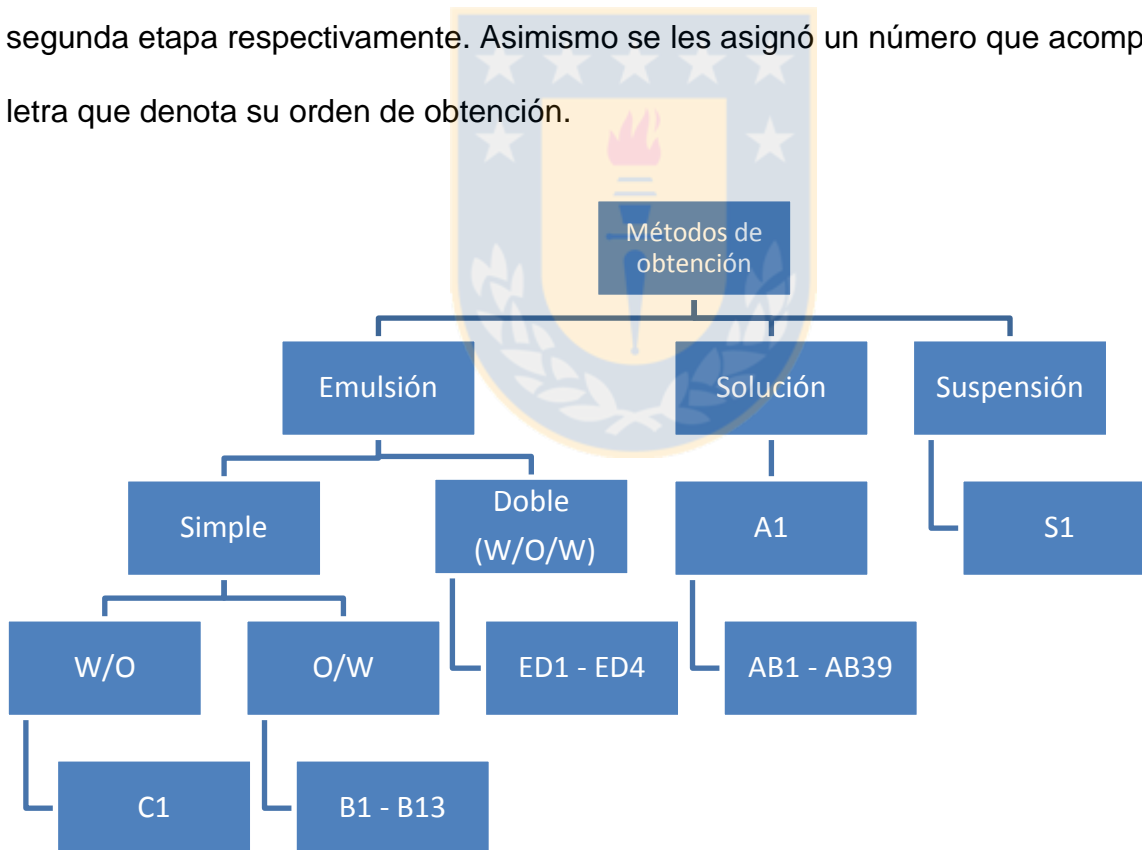 segunda etapa respectivamente. Asimismo se les asignó un número que acomp
letra que denota su orden de obtención.
Métodos de
obtención
Emulsión
Solución
Suspensión
Simple
Doble
(W/O/W)
A1
S1
W/O
O/W
ED1 - ED4
AB1 - AB39
C1
B1 - B13